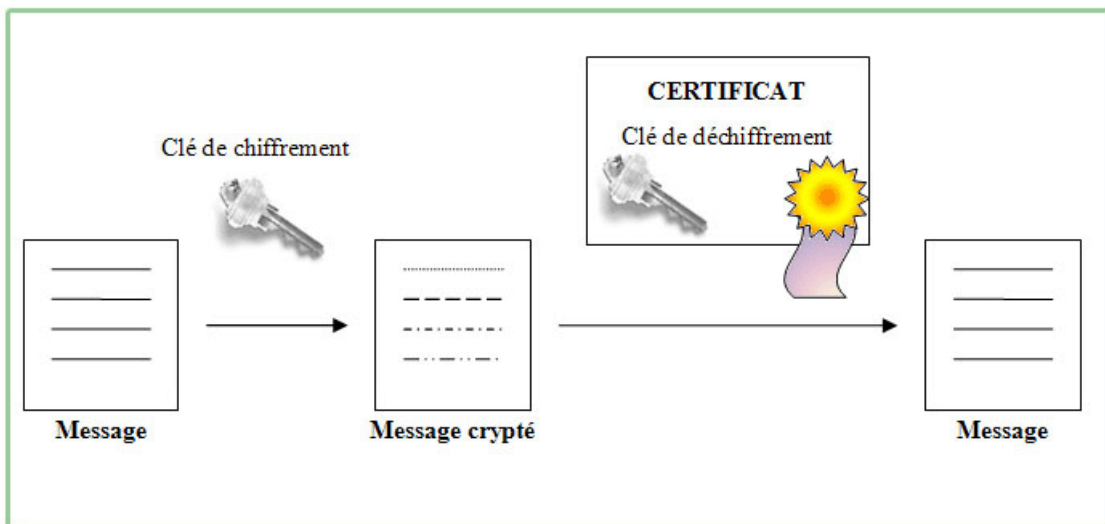 CERTIFICAT
Clé de chiffrement
Clé de déchiffrement
Message
Message crypté
Message